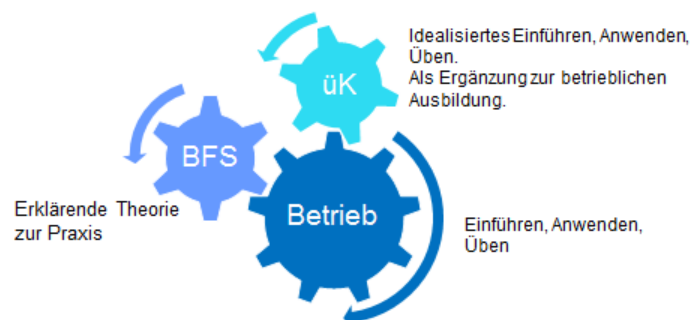 Idealisiertes Einführen, Anwenden,
Üben.
Als Ergänzung zur betrieblichen
Ausbildung.
üK
BFS
Erklärende Theorie
zur Praxis
Betrieb
Einführen, Anwenden,
Üben